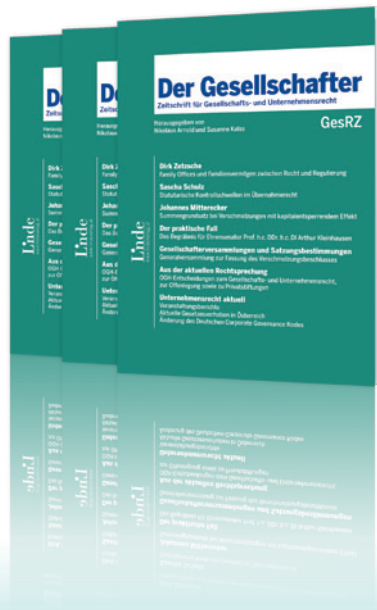 Der Gesellschafter
Zeitschrift für Gesellschafts- und Unternehmensrecht
Herausgegeben von
Nikolaus Arnold und Susanne Kalss
GesRZ
Dirk Zetzsche
Family Offices und Familienvermögen zwischen Recht und Regulierung
Sascha Schulz
Statutarische Kontrollschwellen im Übernahmerecht
Johannes Mitterecker
Summengrundsatz bei Verschmelzungen mit kapitalentsperrendem Effekt
Der praktische Fall
Das Begräbnis für Ehrensenator Prof. h.c. DDr. h.c. DI Arthur Kleinhausen
Gesellschafterversammlungen und Satzungsbestimmungen
Generalversammlung zur Fassung des Verschmelzungsbeschlusses
Aus der aktuellen Rechtsprechung
OGH-Entscheidungen zum Gesellschafts- und Unternehmensrecht,
zur Offenlegung sowie zu Privatstiftungen
Unternehmensrecht aktuell
Veranstaltungsbericht
Aktuelle Gesetzesvorhaben in Österreich
Änderung des Deutschen Corporate Governance Kodex
Linde